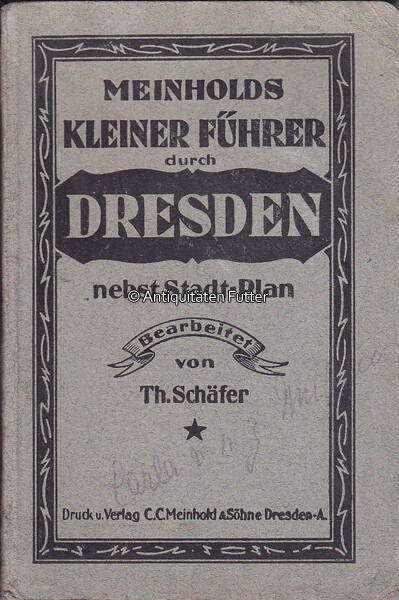 MEINHOLDS
KLEINER FÜHRER
durch
DRESDEN
nebst Stadt-Plan
© Antiquitäten Futter
Bearbeitet
von
Th. Schäfer
Druck u. Verlag C.C. Meinhold & Söhne Dresden-A.